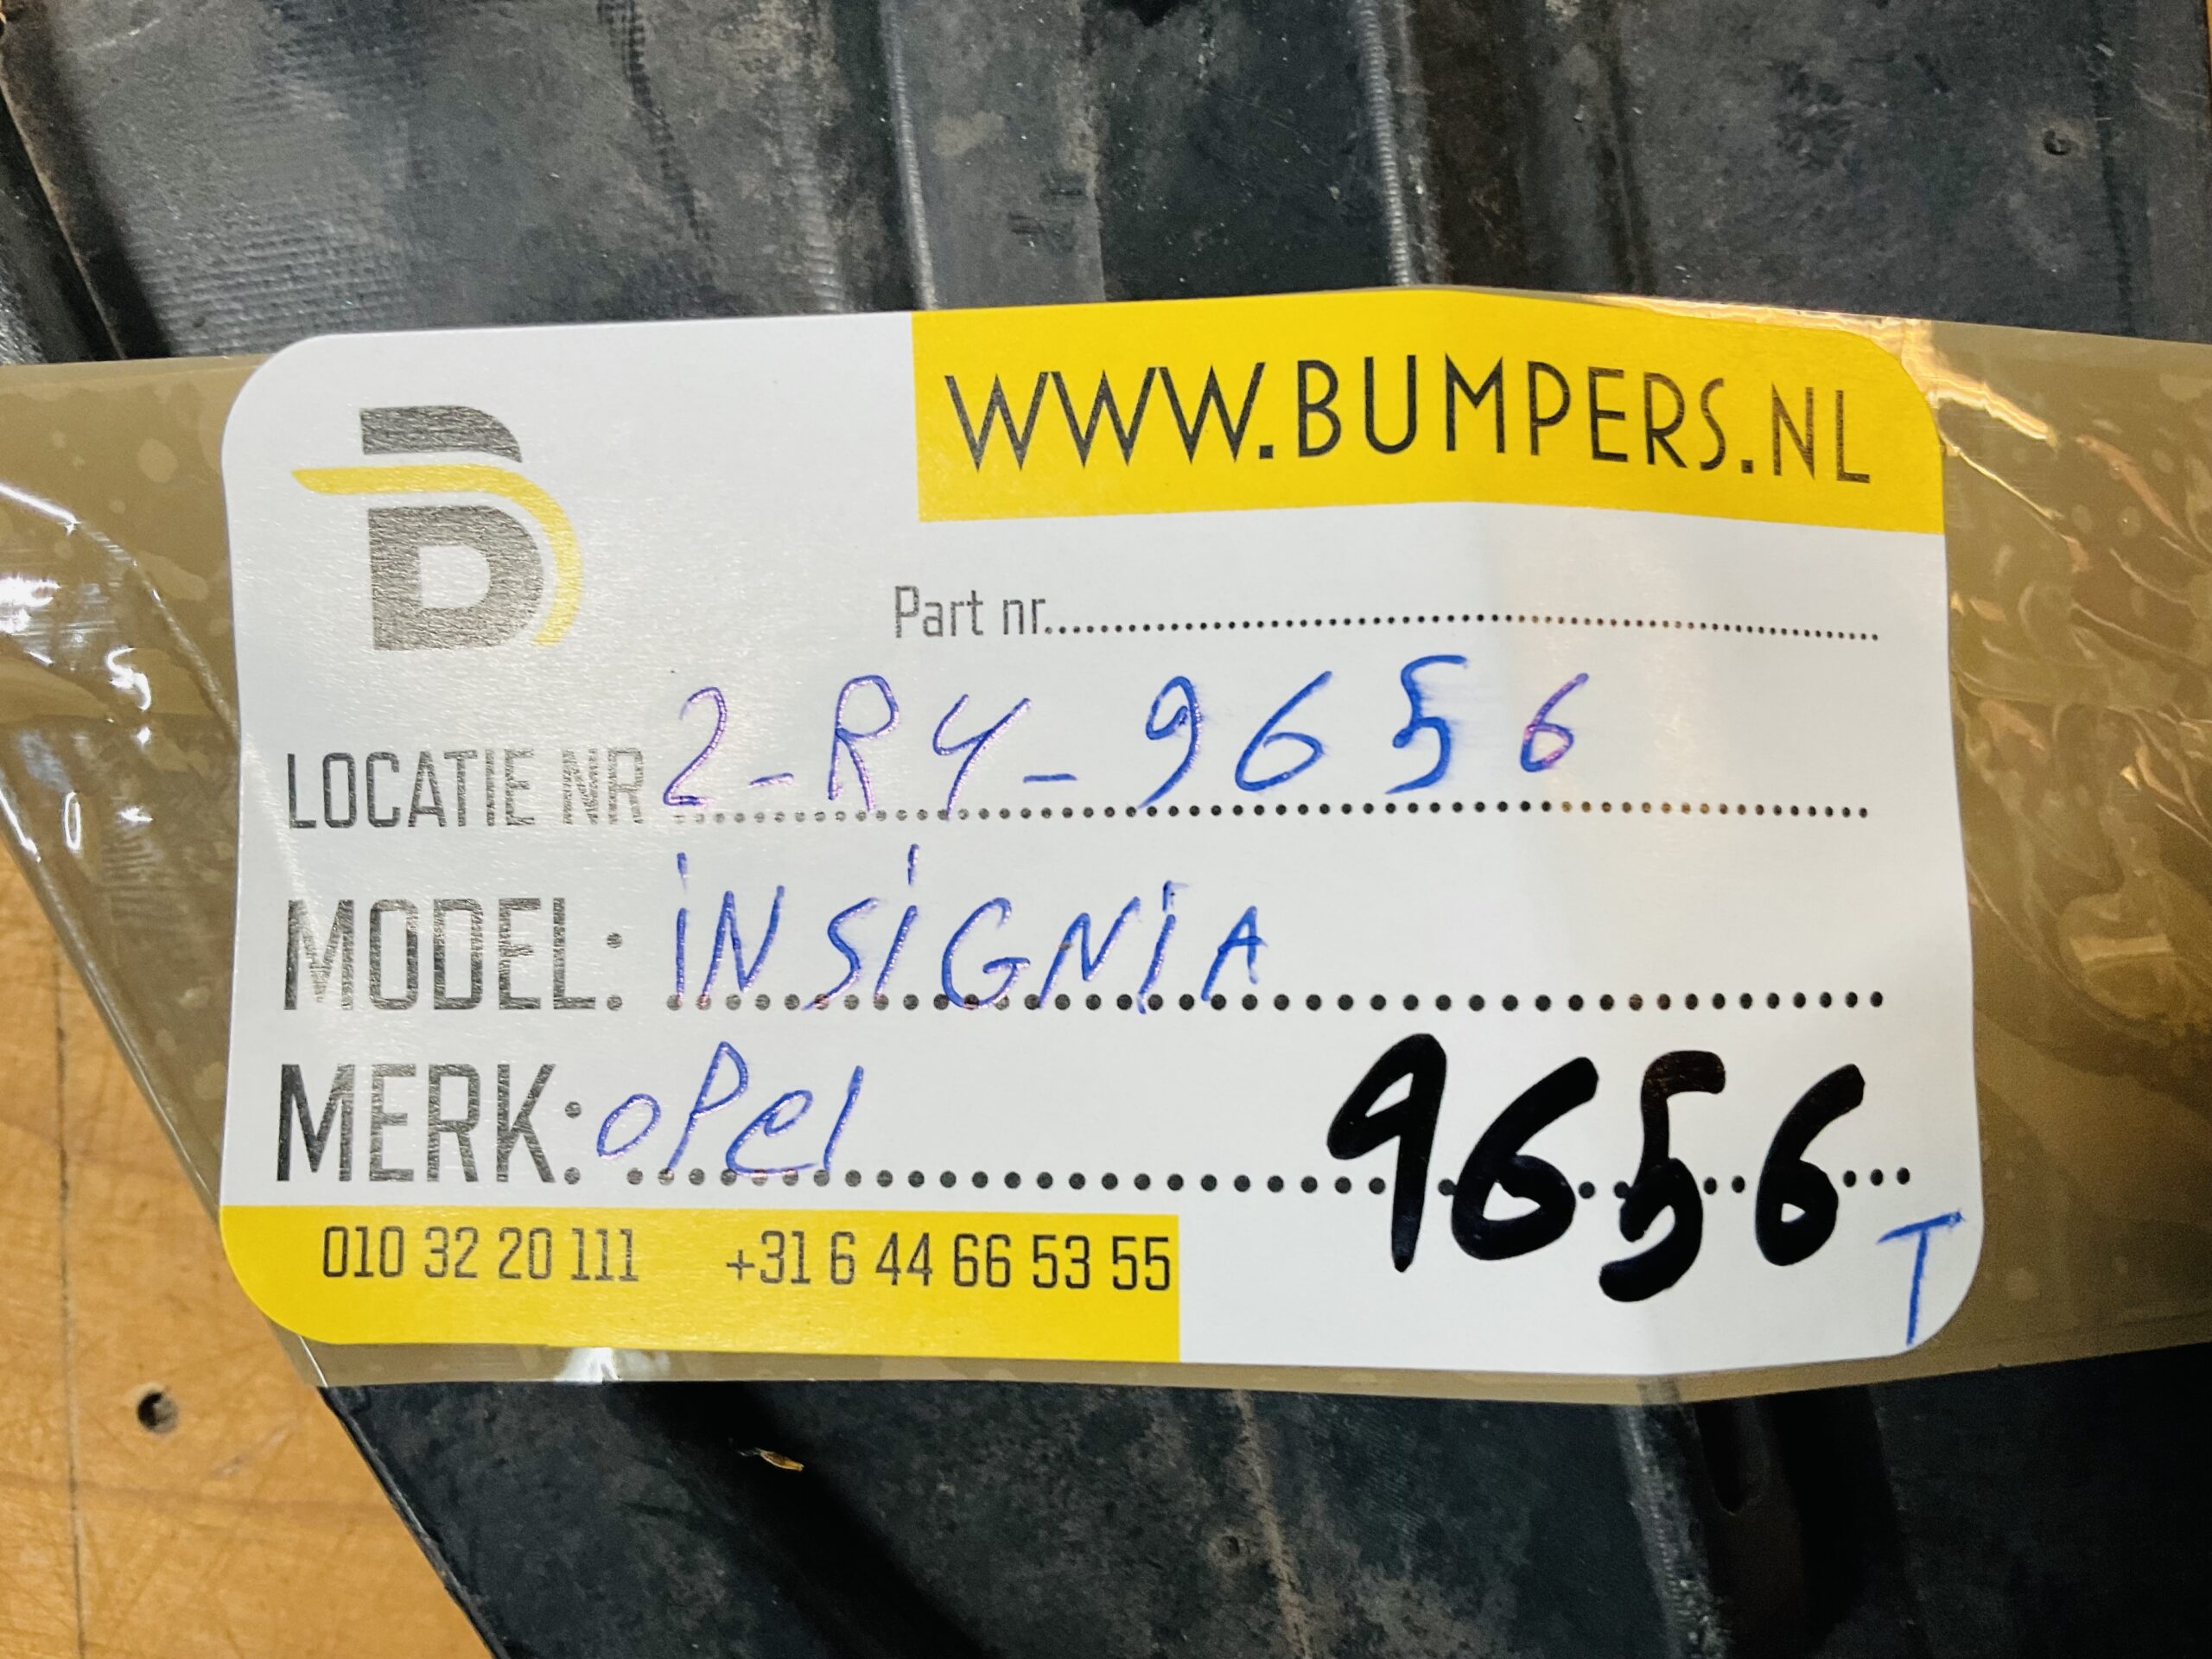 WWW.BUMPERS.NL
B
Part nr.................................
LOCATIE NR 2-R4-9656
MODEL: iNSiGNiA
MERK: oPel
9656
010 32 20 111 +31 6 44 66 53 55
T